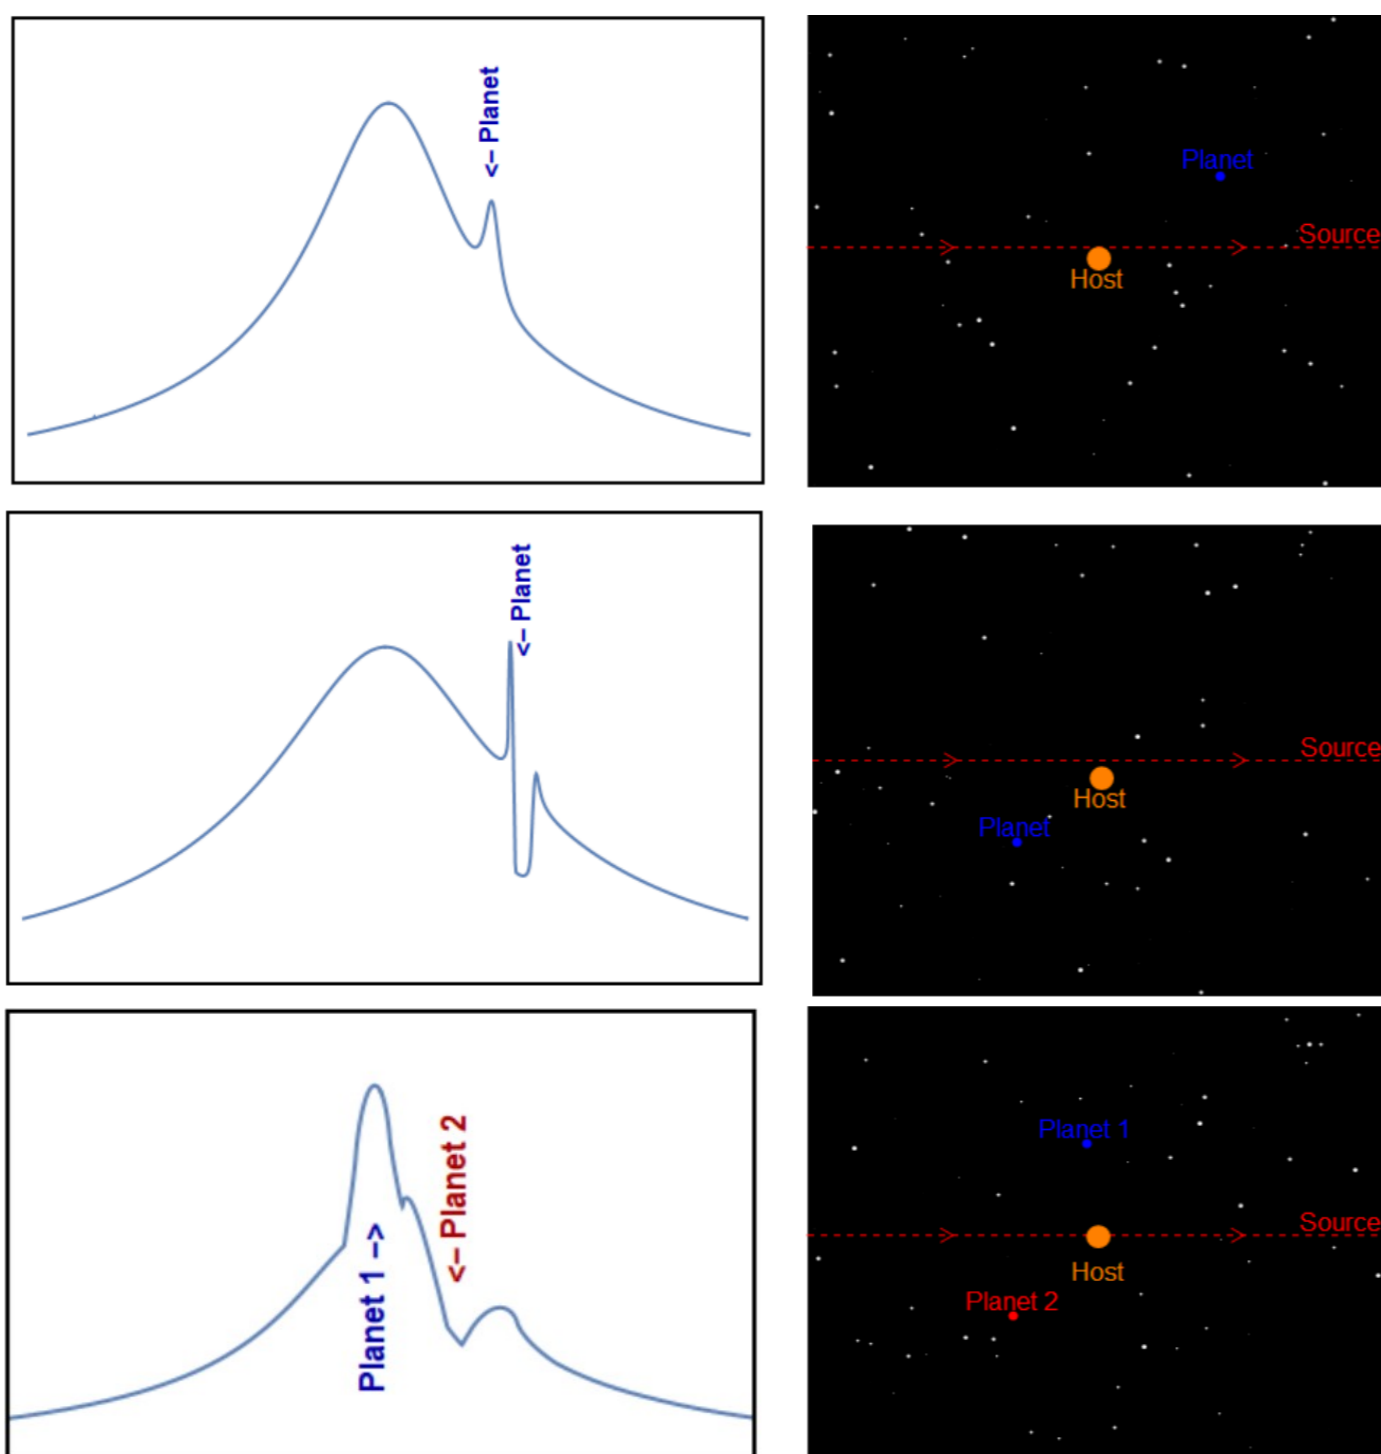 <– Planet
Planet
Source
Host
<– Planet
Source
Host
Planet
Planet 1 –>
<– Planet 2
Planet 1
Source
Host
Planet 2